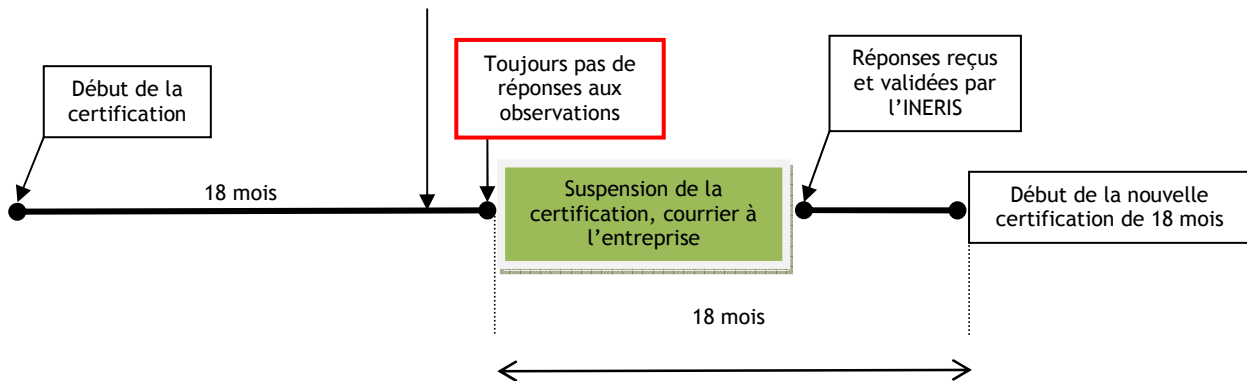 Début de la
certification
18 mois
Toujours pas de
réponses aux
observations
Suspension de la
certification, courrier à
l’entreprise
Réponses reçus
et validées par
l’INERIS
Début de la nouvelle
certification de 18 mois
18 mois